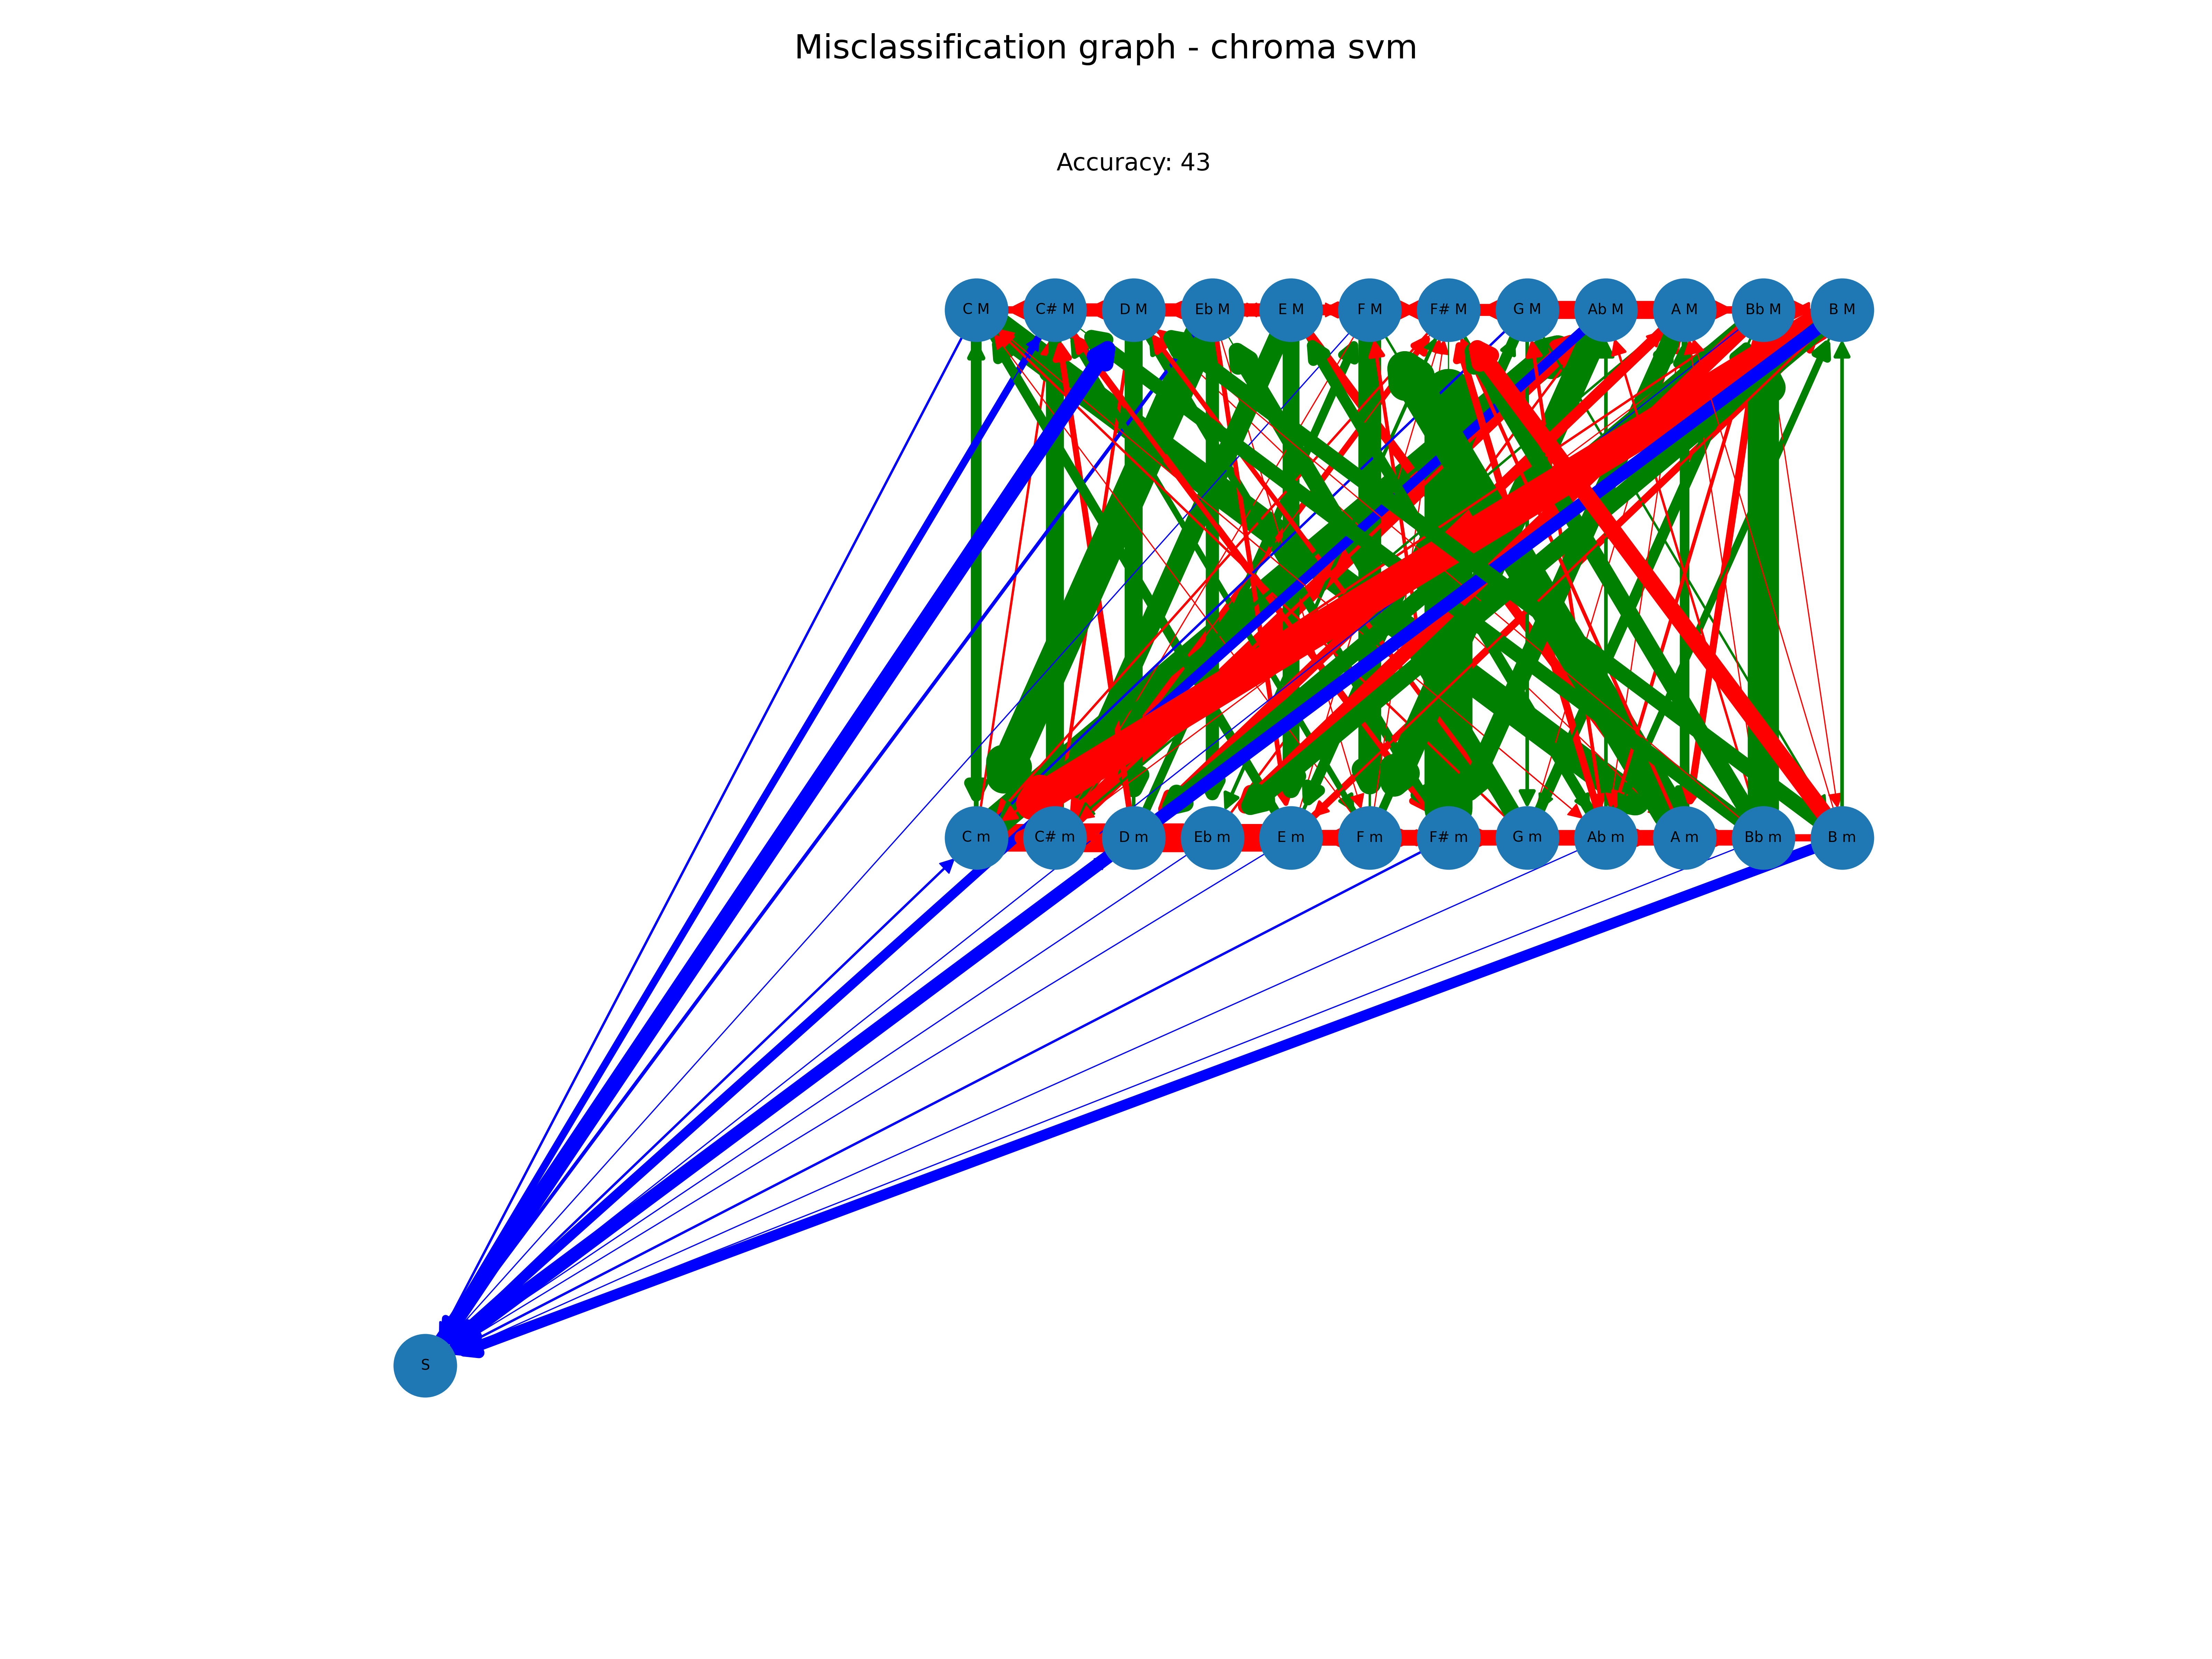 Misclassification graph - chroma svm
Accuracy: 43
C M C# M D M Eb M E M F M F# M G M Ab M A M Bb M B M
C m C# m D m Eb m E m F m F# m G m Ab m A m Bb m B m
S